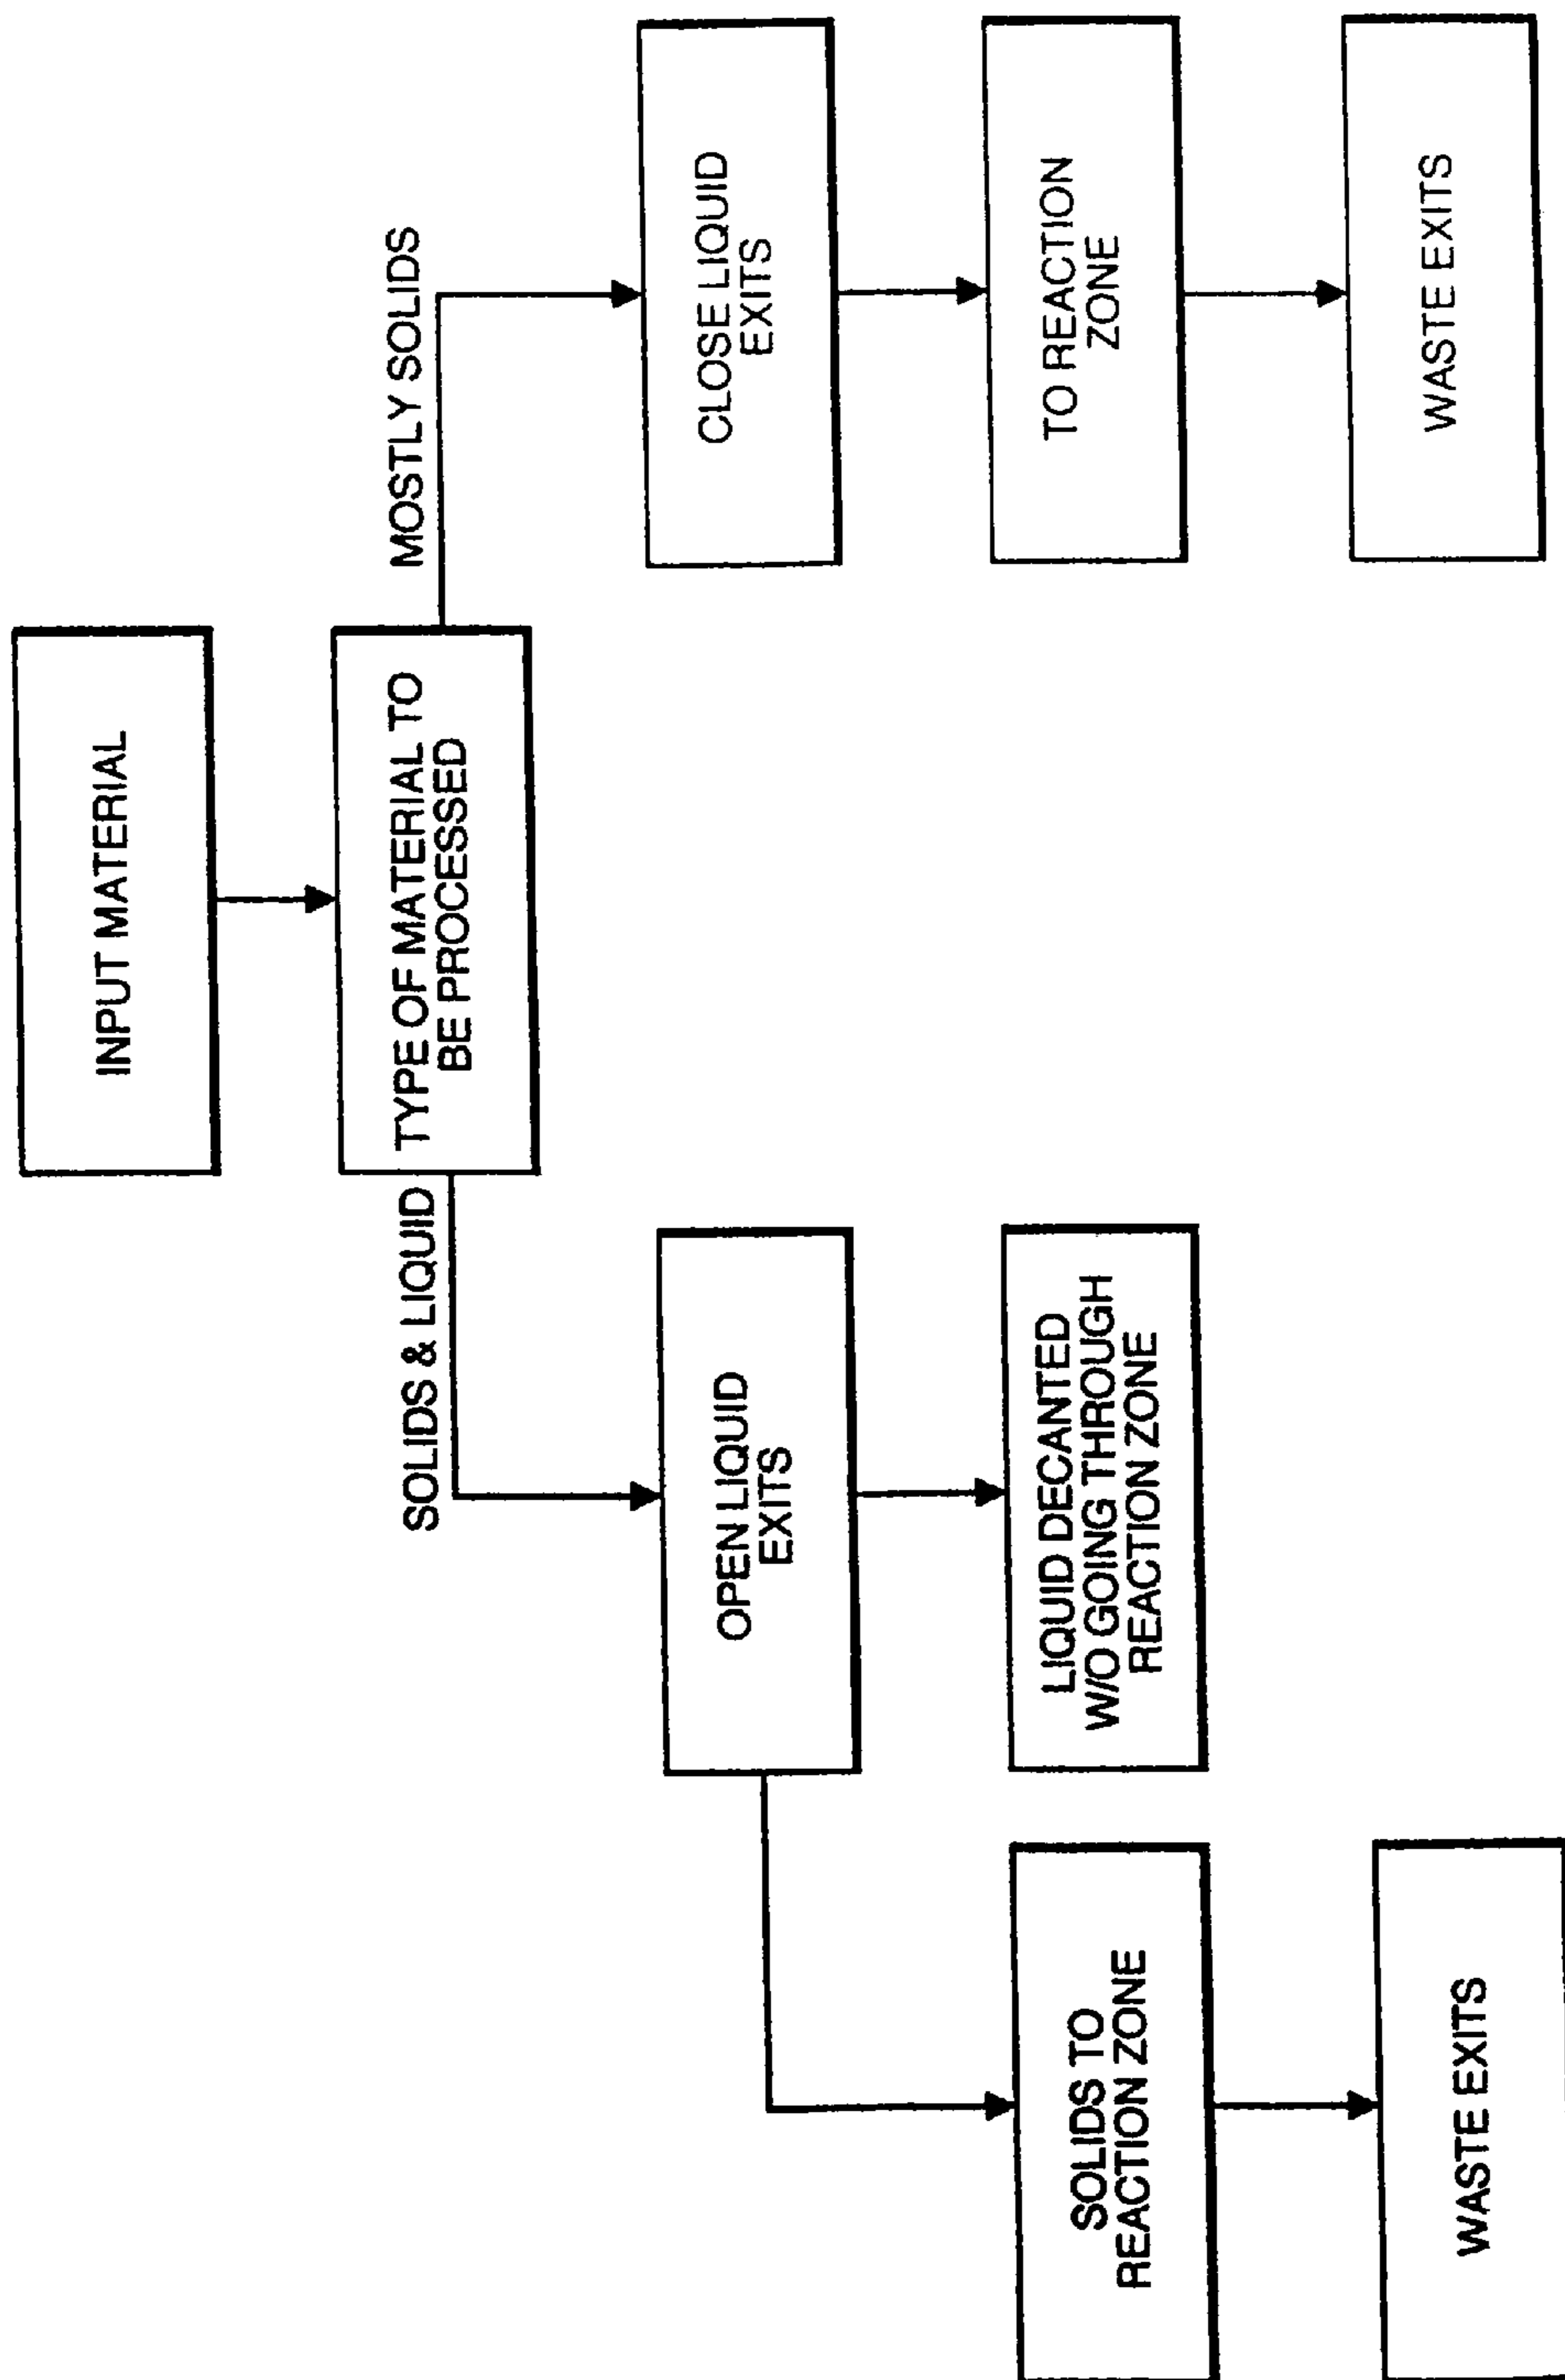 INPUT MATERIAL
TYPE OF MATERIAL TO
BE PROCESSED
SOLIDS & LIQUID
MOSTLY SOLIDS
OPEN LIQUID
EXITS
CLOSE LIQUID
EXITS
SOLIDS TO
REACTION ZONE
LIQUID DECANTED
W/O GOING THROUGH
REACTION ZONE
TO REACTION
ZONE
WASTE EXITS
WASTE EXITS